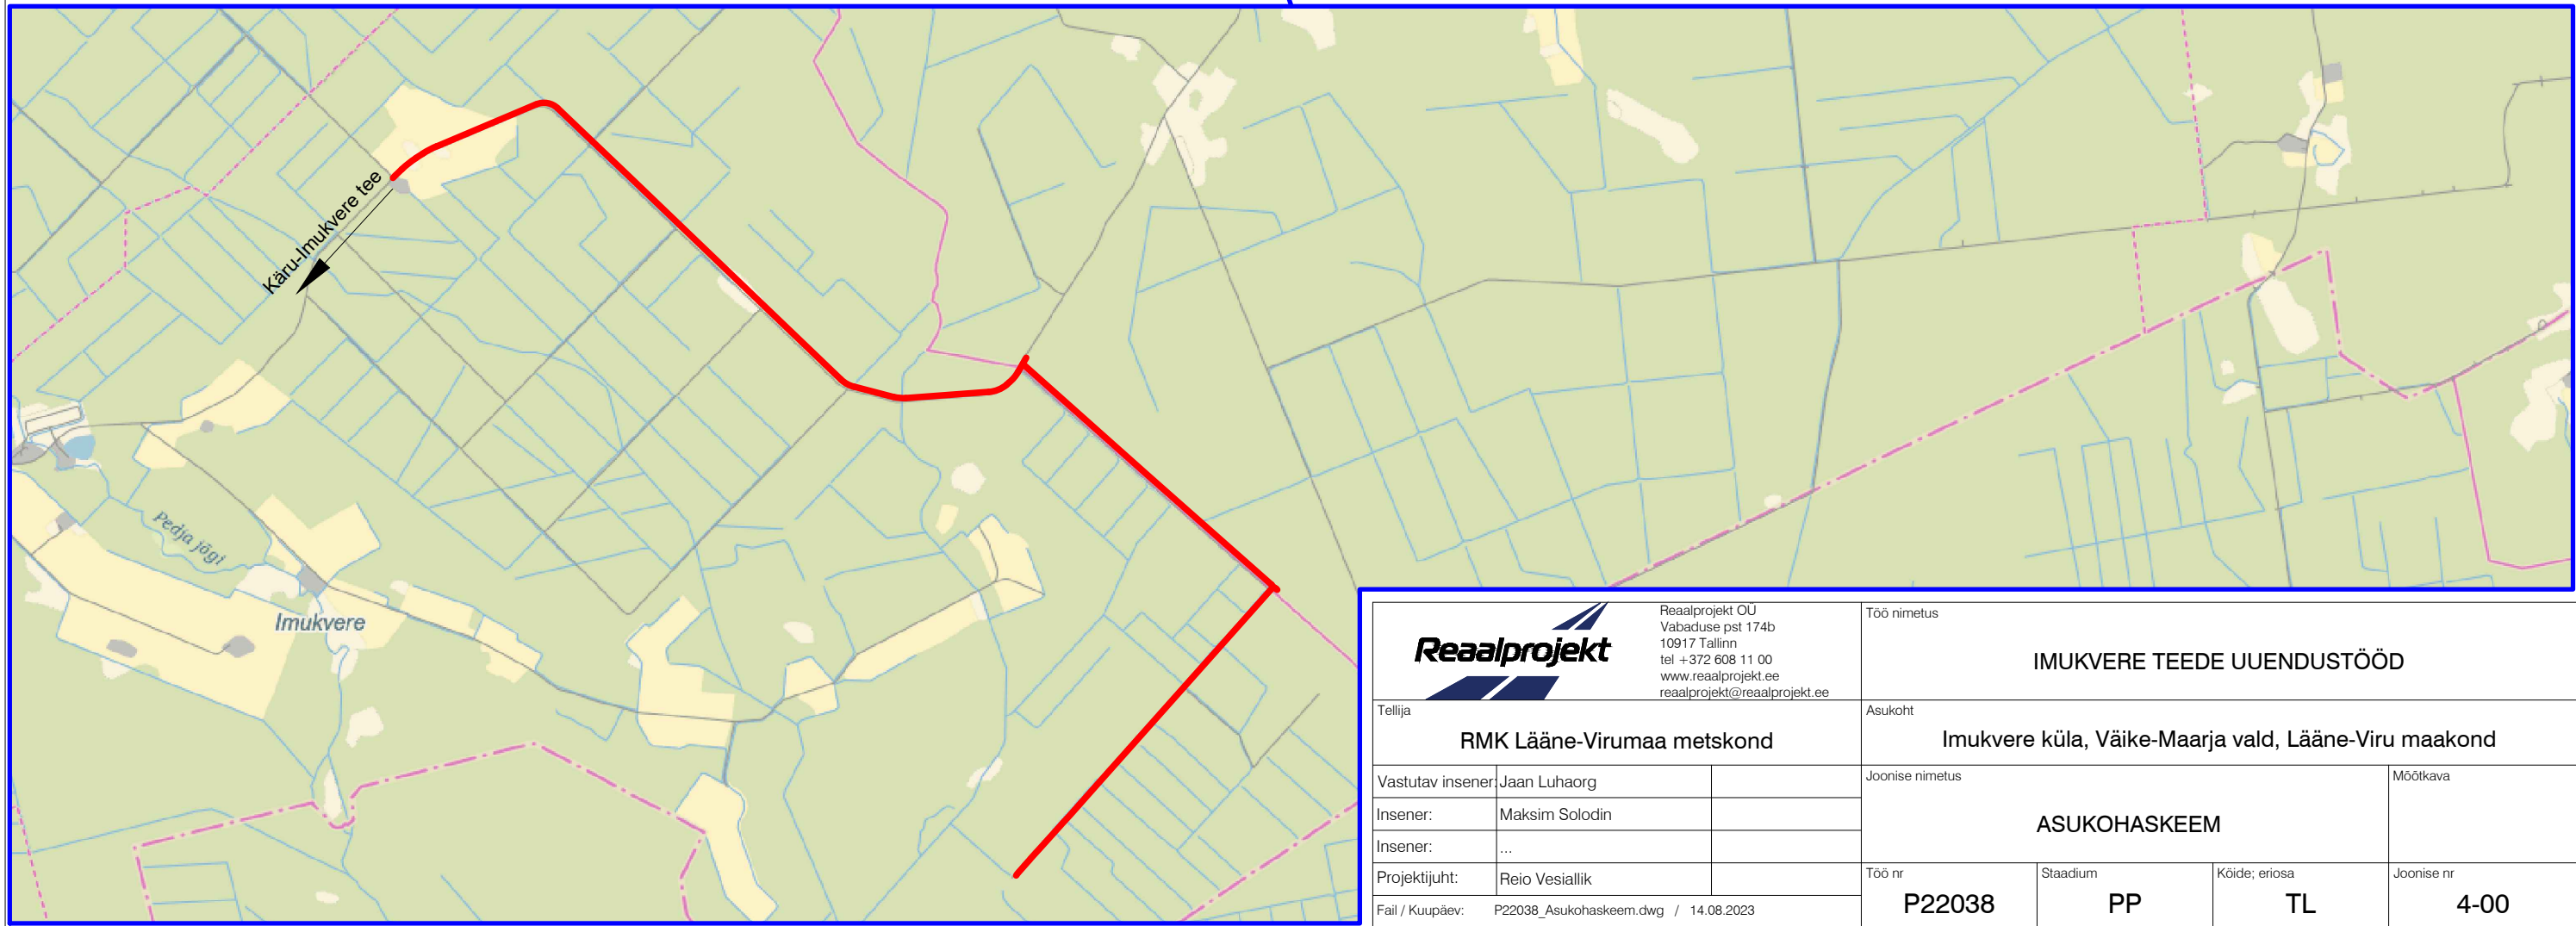 Käru-Imukvere tee
Pedja jõgi
Imukvere
Reaalprojekt
Reaalprojekt OÜ
Vabaduse pst 174b
10917 Tallinn
tel +372 608 11 00
www.reaalprojekt.ee
reaalprojekt@reaalprojekt.ee
Töö nimetus
IMUKVERE TEEDE UUENDUSTÖÖD
Tellija
RMK Lääne-Virumaa metskond
Asukoht
Imukvere küla, Väike-Maarja vald, Lääne-Viru maakond
Vastutav insener: Jaan Luhaorg
Insener: Maksim Solodin
Insener: ...
Projektijuht: Reio Vesiallik
Fail / Kuupäev: P22038_Asukohaskeem.dwg / 14.08.2023
Joonise nimetus
ASUKOHASKEEM
Mõõtkava
Töö nr
P22038
Staadium
PP
Köide; eriosa
TL
Joonise nr
4-00